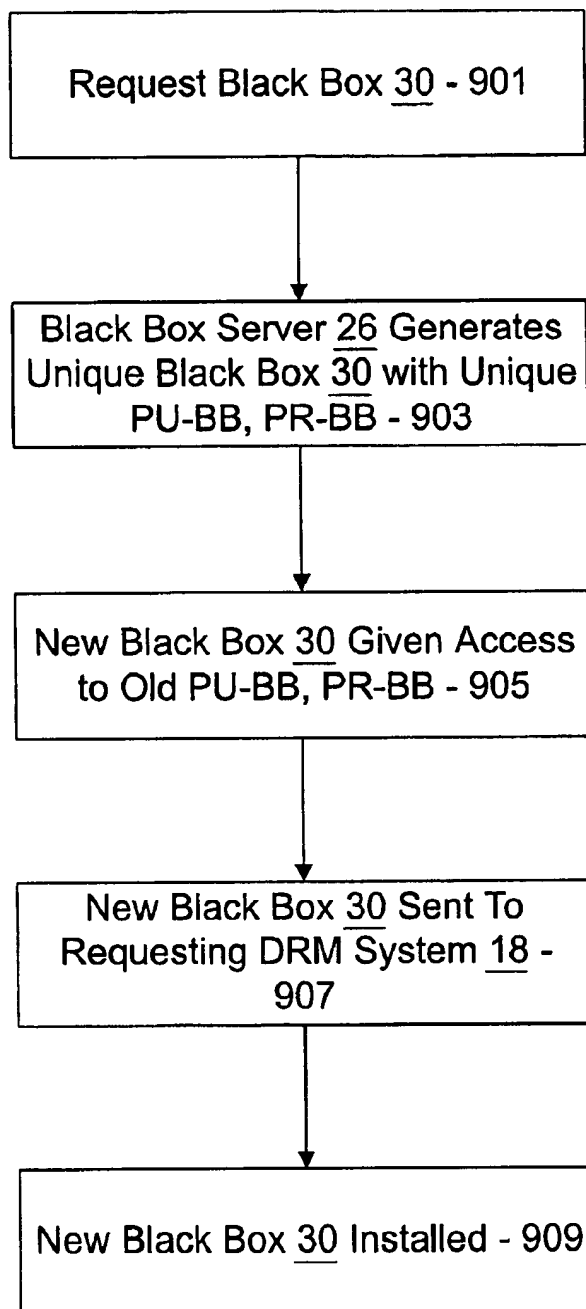 Request Black Box 30 - 901
Black Box Server 26 Generates
Unique Black Box 30 with Unique
PU-BB, PR-BB - 903
New Black Box 30 Given Access
to Old PU-BB, PR-BB - 905
New Black Box 30 Sent To
Requesting DRM System 18 -
907
New Black Box 30 Installed - 909